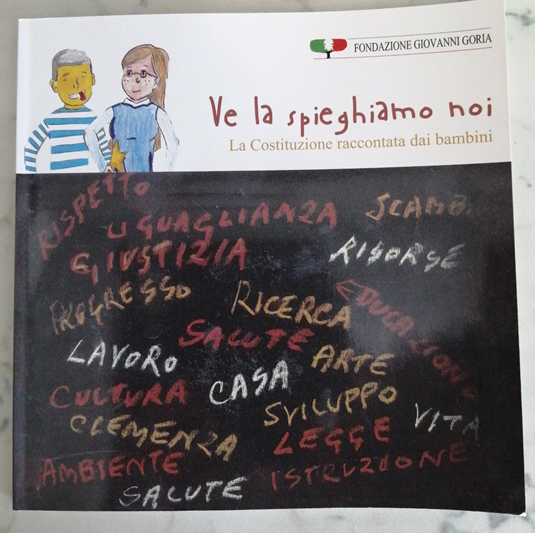 FONDAZIONE GIOVANNI GORIA
Ve la spieghiamo noi
La Costituzione raccontata dai bambini
RISPETTO
UGUAGLIANZA
SCAMBI
GIUSTIZIA
RISORSE
PROGRESSO
RICERCA
EDUCAZIONE
SALUTE
LAVORO
ARTE
CULTURA
CASA
SVILUPPO
VITA
CLEMENZA
LEGGE
AMBIENTE
ISTRUZIONE
SALUTE